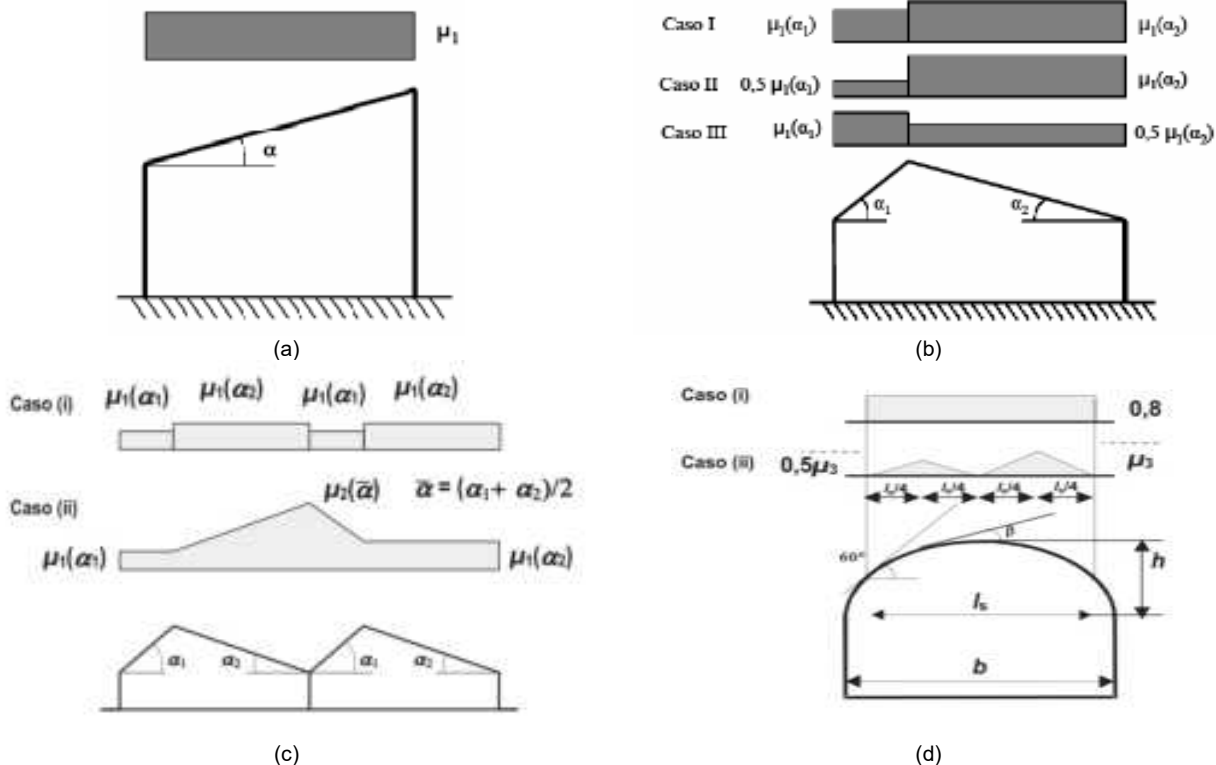 μ₁
α
(a)
Caso I μ₁(α₁) μ₁(α₂)
Caso II 0,5 μ₁(α₁) μ₁(α₂)
Caso III μ₁(α₁) 0,5 μ₁(α₂)
α₁ α₂
(b)
μ₁(α₁) μ₁(α₂) μ₁(α₁) μ₁(α₂)
Caso (i)
μ₂(ᾱ) ᾱ = (α₁+ α₂)/2
Caso (ii)
μ₁(α₁) μ₁(α₂)
α₁ α₂ α₁ α₂
(c)
Caso (i) 0,8
Caso (ii) 0,5μ₃ μ₃
lₛ/4 lₛ/4 lₛ/4 lₛ/4
β
60°
h
lₛ
b
(d)